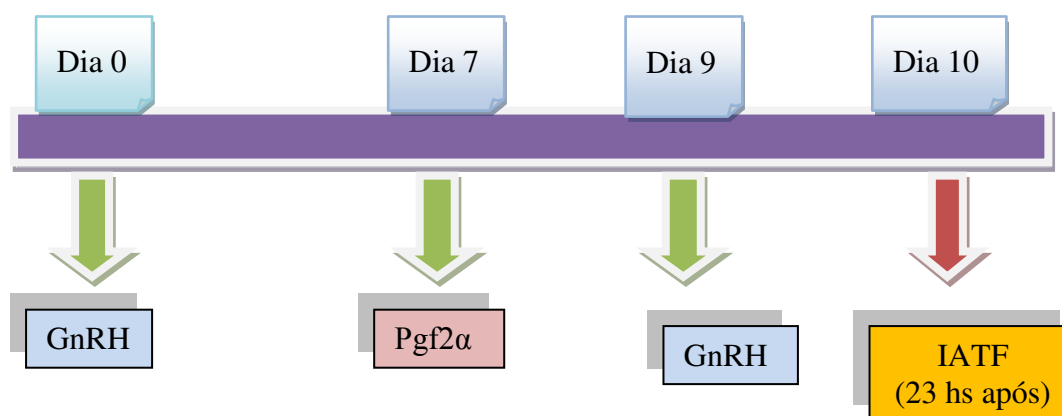 Dia 0
Dia 7
Dia 9
Dia 10
GnRH
Pgf2α
GnRH
IATF
(23 hs após)